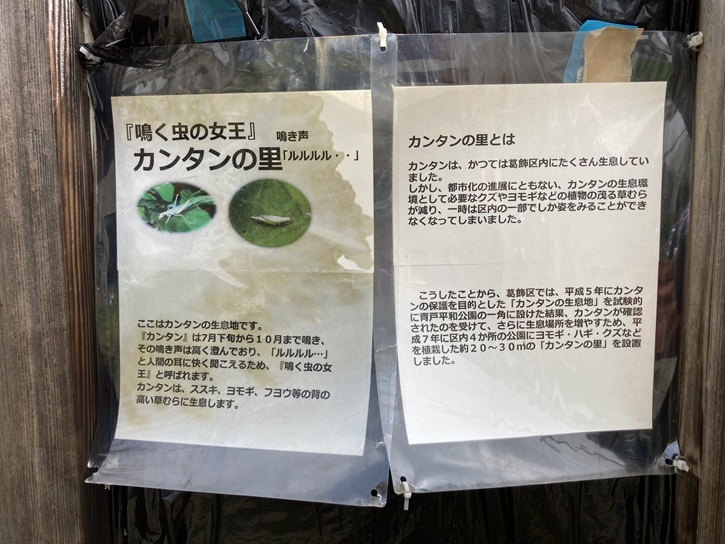 『鳴く虫の女王』 鳴き声
カンタンの里「ルルルル・・」
ここはカンタンの生息地です。
『カンタン』は7月下旬から１０月まで鳴き、
その鳴き声は高く澄んでおり、「ルルルル…」
と人間の耳に快く聞こえるため、『鳴く虫の女
王』と呼ばれます。
カンタンは、ススキ、ヨモギ、フヨウ等の背の
高い草むらに生息します。
カンタンの里とは
カンタンは、かつては葛飾区内にたくさん生息してい
ました。
しかし、都市化の進展にともない、カンタンの生息環
境として必要なクズやヨモギなどの植物の茂る草むら
が減り、一時は区内の一部でしか姿をみることができ
なくなってしまいました。
こうしたことから、葛飾区では、平成５年にカンタ
ンの保護を目的とした「カンタンの生息地」を試験的
に青戸平和公園の一角に設けた結果、カンタンが確認
されたのを受けて、さらに生息場所を増やすため、平
成７年に区内４か所の公園にヨモギ・ハギ・クズなど
を植栽した約２０～３０㎡の「カンタンの里」を設置
しました。